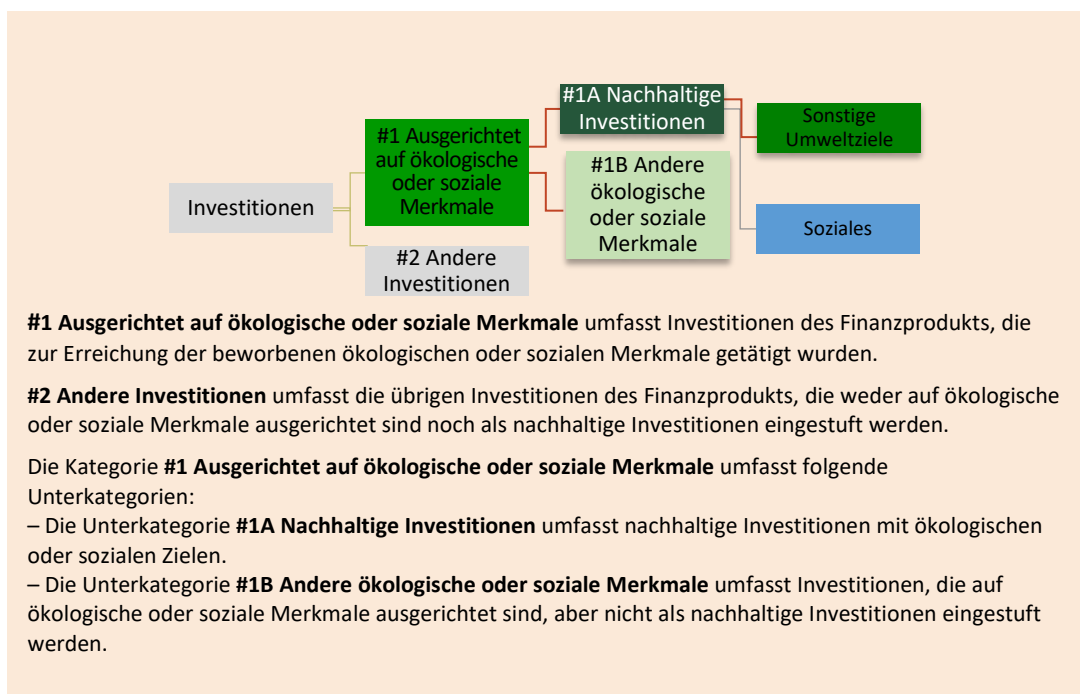 #1A Nachhaltige
Investitionen
Sonstige
Umweltziele
#1 Ausgerichtet
auf ökologische
oder soziale
Merkmale
#1B Andere
ökologische
oder soziale
Merkmale
Investitionen
Soziales
#2 Andere
Investitionen
#1 Ausgerichtet auf ökologische oder soziale Merkmale umfasst Investitionen des Finanzprodukts, die
zur Erreichung der beworbenen ökologischen oder sozialen Merkmale getätigt wurden.
#2 Andere Investitionen umfasst die übrigen Investitionen des Finanzprodukts, die weder auf ökologische
oder soziale Merkmale ausgerichtet sind noch als nachhaltige Investitionen eingestuft werden.
Die Kategorie #1 Ausgerichtet auf ökologische oder soziale Merkmale umfasst folgende
Unterkategorien:
– Die Unterkategorie #1A Nachhaltige Investitionen umfasst nachhaltige Investitionen mit ökologischen
oder sozialen Zielen.
– Die Unterkategorie #1B Andere ökologische oder soziale Merkmale umfasst Investitionen, die auf
ökologische oder soziale Merkmale ausgerichtet sind, aber nicht als nachhaltige Investitionen eingestuft
werden.